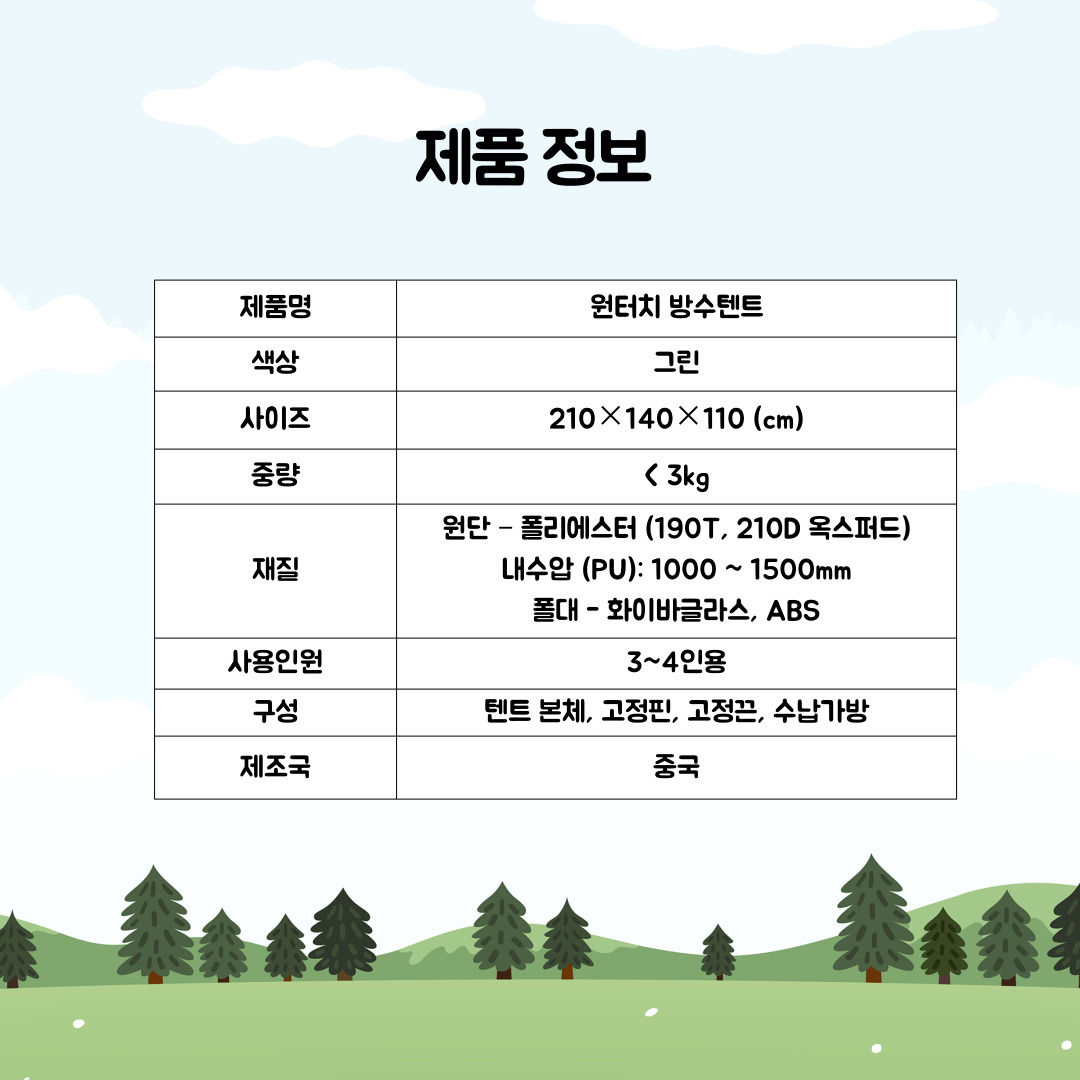 제품 정보
제품명 원터치 방수텐트
색상 그린
사이즈 210×140×110 (cm)
중량 < 3kg
재질
원단 – 폴리에스터 (190T, 210D 옥스퍼드)
내수압 (PU): 1000 ~ 1500mm
폴대 - 화이바글라스, ABS
사용인원 3~4인용
구성 텐트 본체, 고정핀, 고정끈, 수납가방
제조국 중국